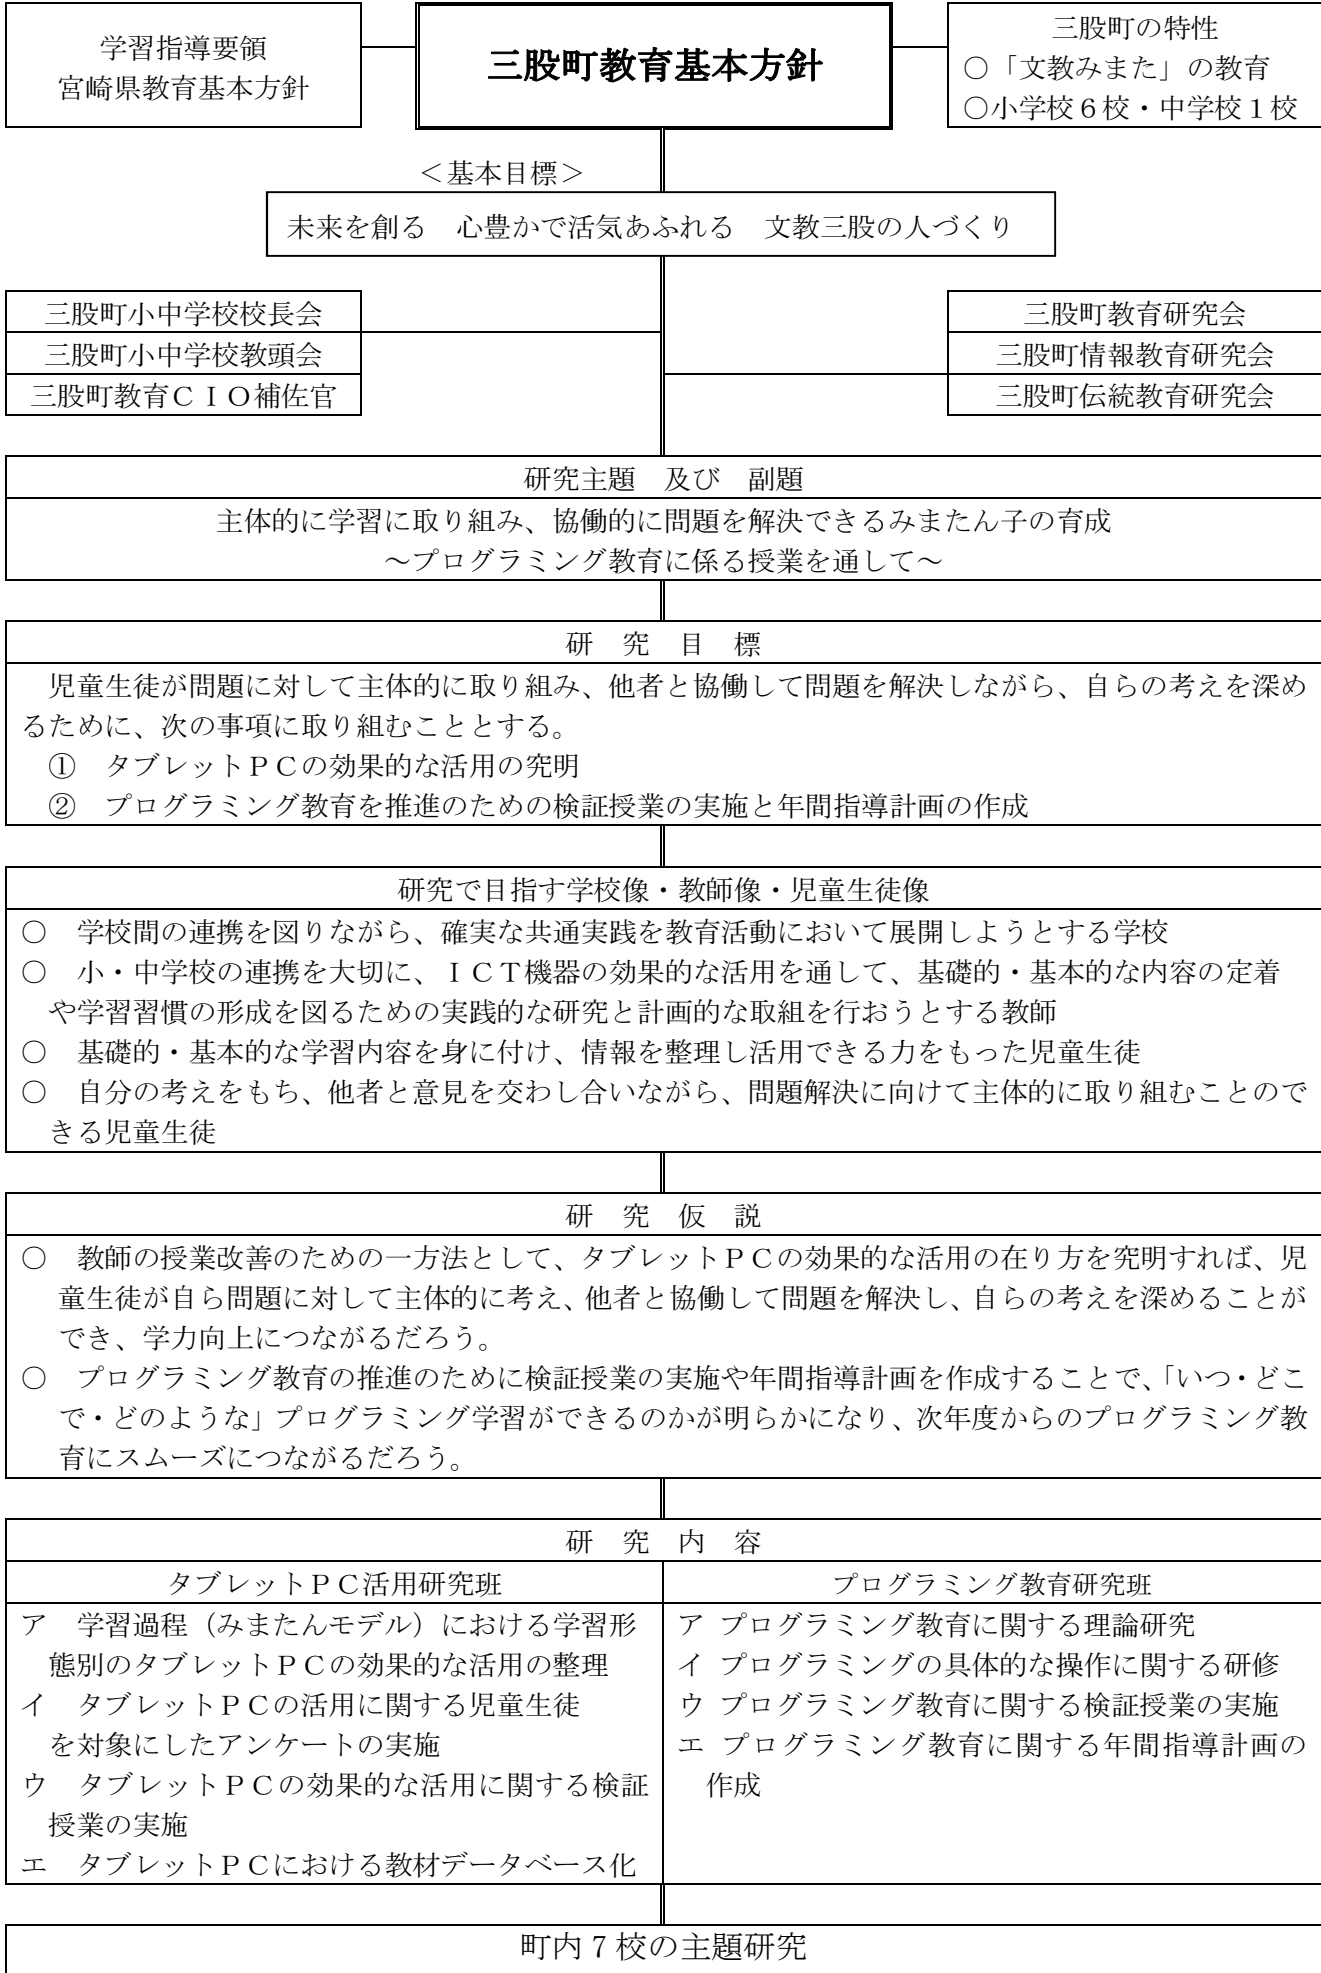 学習指導要領
宮崎県教育基本方針
三股町教育基本方針
三股町の特性
○「文教みまた」の教育
○小学校６校・中学校１校
＜基本目標＞
未来を創る　心豊かで活気あふれる　文教三股の人づくり
三股町小中学校校長会
三股町小中学校教頭会
三股町教育ＣＩＯ補佐官
三股町教育研究会
三股町情報教育研究会
三股町伝統教育研究会
研究主題　及び　副題
主体的に学習に取り組み、協働的に問題を解決できるみまたん子の育成
～プログラミング教育に係る授業を通して～
研　究　目　標
児童生徒が問題に対して主体的に取り組み、他者と協働して問題を解決しながら、自らの考えを深め
るために、次の事項に取り組むこととする。
①　タブレットＰＣの効果的な活用の究明
②　プログラミング教育を推進のための検証授業の実施と年間指導計画の作成
研究で目指す学校像・教師像・児童生徒像
○　学校間の連携を図りながら、確実な共通実践を教育活動において展開しようとする学校
○　小・中学校の連携を大切に、ＩＣＴ機器の効果的な活用を通して、基礎的・基本的な内容の定着
や学習習慣の形成を図るための実践的な研究と計画的な取組を行おうとする教師
○　基礎的・基本的な学習内容を身に付け、情報を整理し活用できる力をもった児童生徒
○　自分の考えをもち、他者と意見を交わし合いながら、問題解決に向けて主体的に取り組むことので
きる児童生徒
研　究　仮　説
○　教師の授業改善のための一方法として、タブレットＰＣの効果的な活用の在り方を究明すれば、児
童生徒が自ら問題に対して主体的に考え、他者と協働して問題を解決し、自らの考えを深めることが
でき、学力向上につながるだろう。
○　プログラミング教育の推進のために検証授業の実施や年間指導計画を作成することで、「いつ・どこ
で・どのような」プログラミング学習ができるのかが明らかになり、次年度からのプログラミング教
育にスムーズにつながるだろう。
研　究　内　容
タブレットＰＣ活用研究班
ア　学習過程（みまたんモデル）における学習形
態別のタブレットＰＣの効果的な活用の整理
イ　タブレットＰＣの活用に関する児童生徒
を対象にしたアンケートの実施
ウ　タブレットＰＣの効果的な活用に関する検証
授業の実施
エ　タブレットＰＣにおける教材データベース化
プログラミング教育研究班
ア プログラミング教育に関する理論研究
イ プログラミングの具体的な操作に関する研修
ウ プログラミング教育に関する検証授業の実施
エ プログラミング教育に関する年間指導計画の
作成
町内７校の主題研究